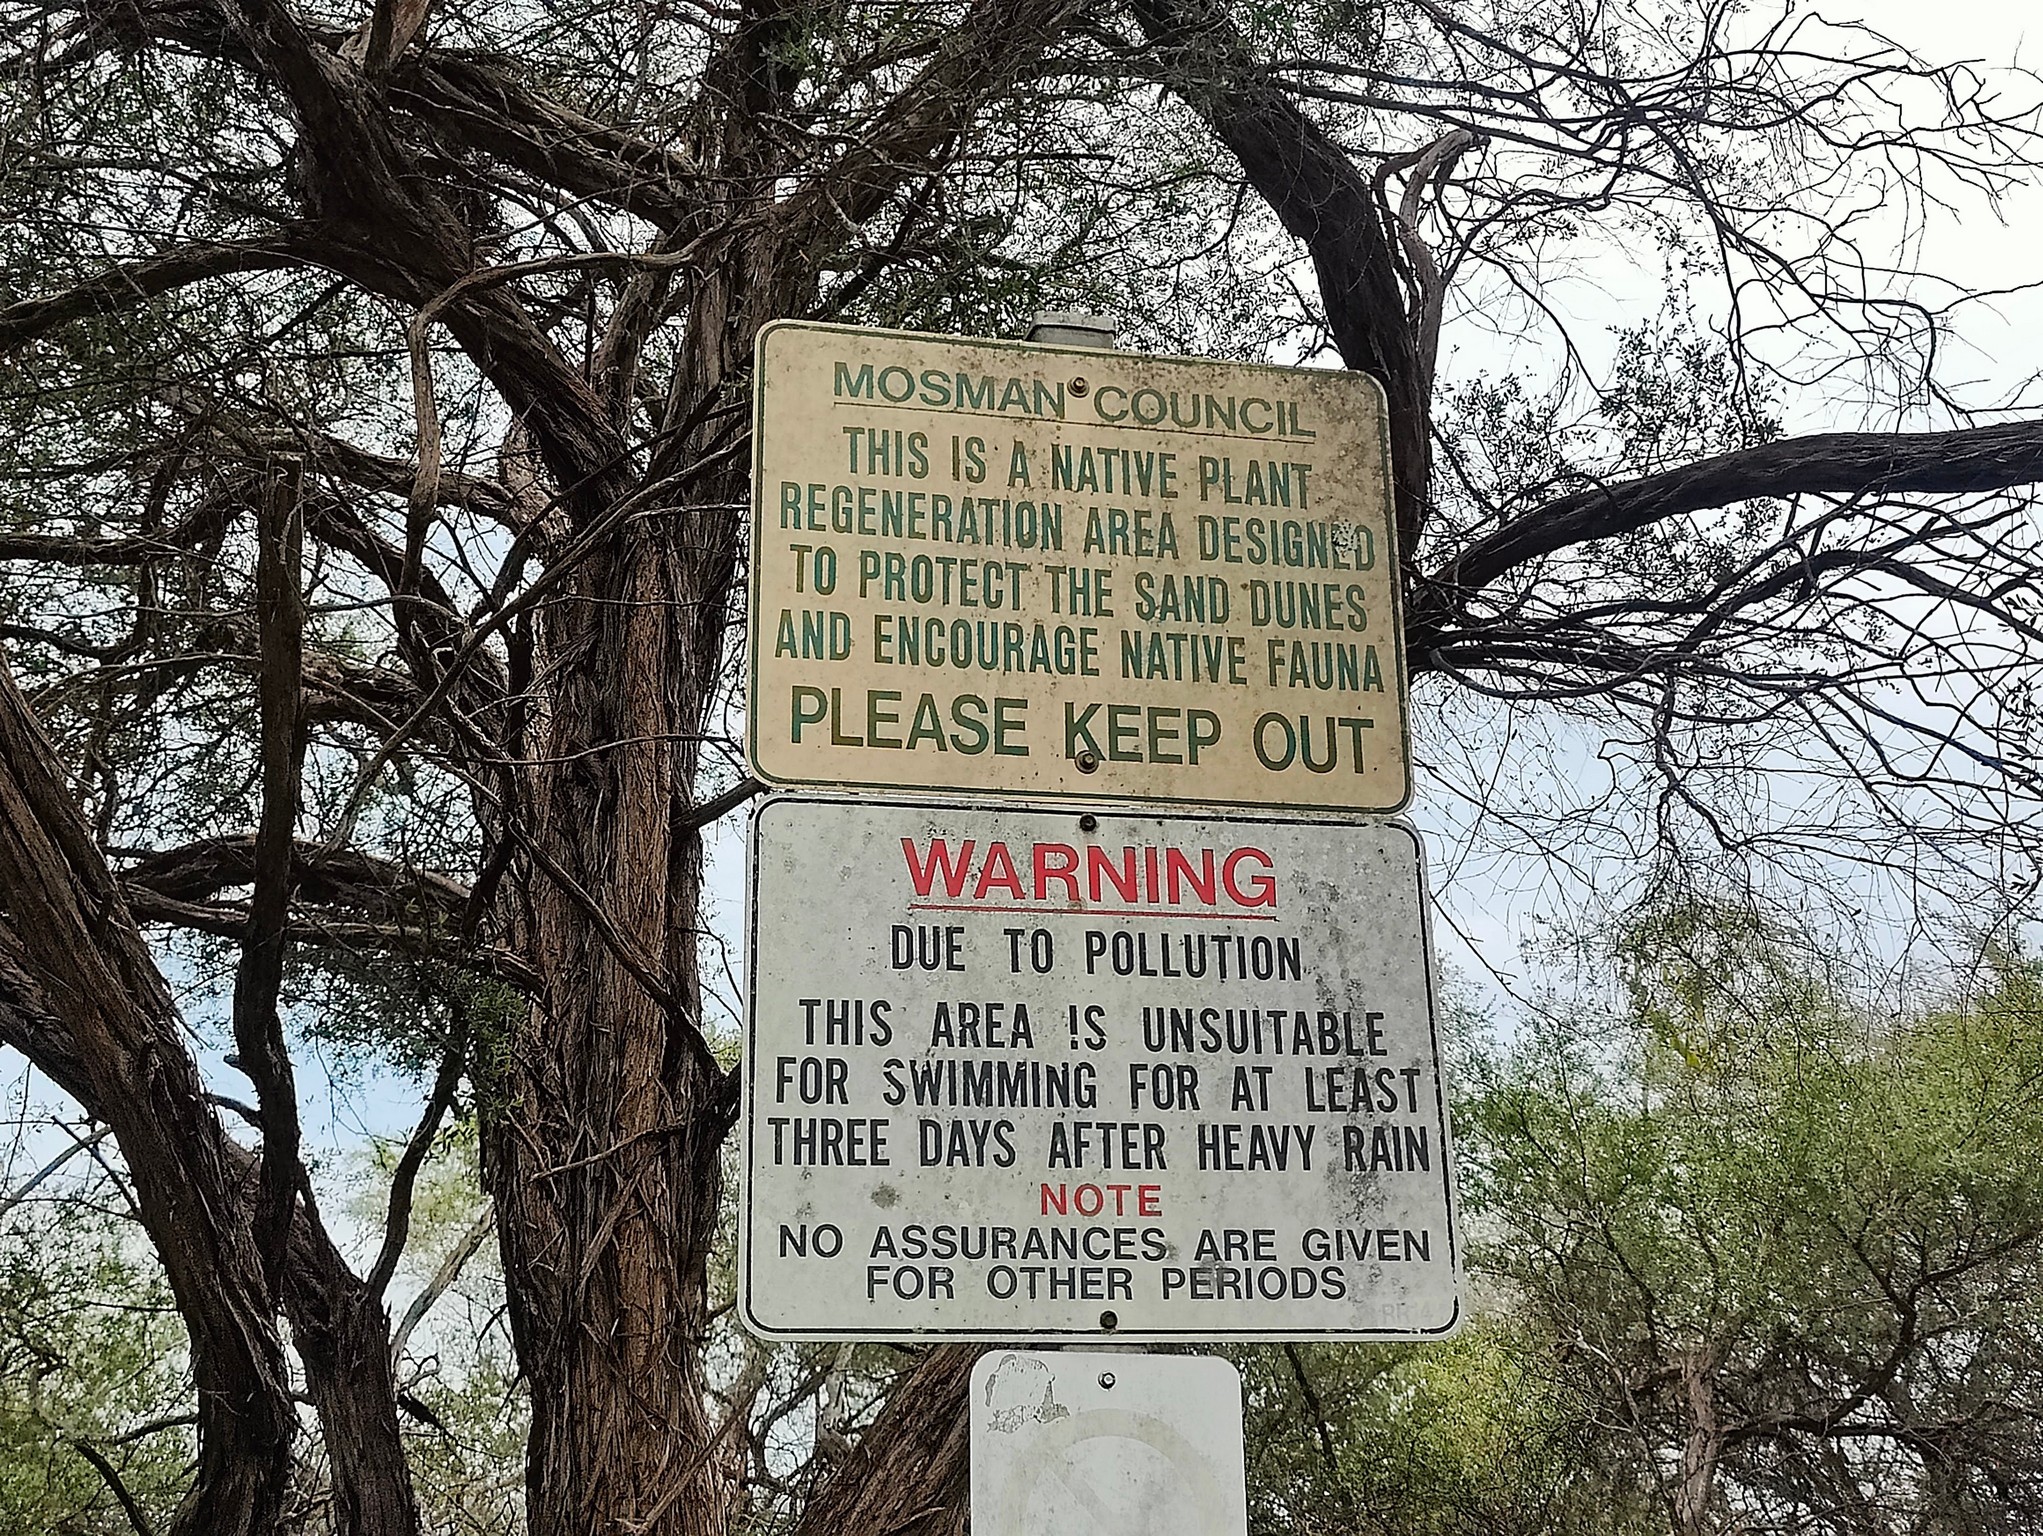 MOSMAN COUNCIL
THIS IS A NATIVE PLANT
REGENERATION AREA DESIGNED
TO PROTECT THE SAND DUNES
AND ENCOURAGE NATIVE FAUNA
PLEASE KEEP OUT
WARNING
DUE TO POLLUTION
THIS AREA IS UNSUITABLE
FOR SWIMMING FOR AT LEAST
THREE DAYS AFTER HEAVY RAIN
NOTE
NO ASSURANCES ARE GIVEN
FOR OTHER PERIODS